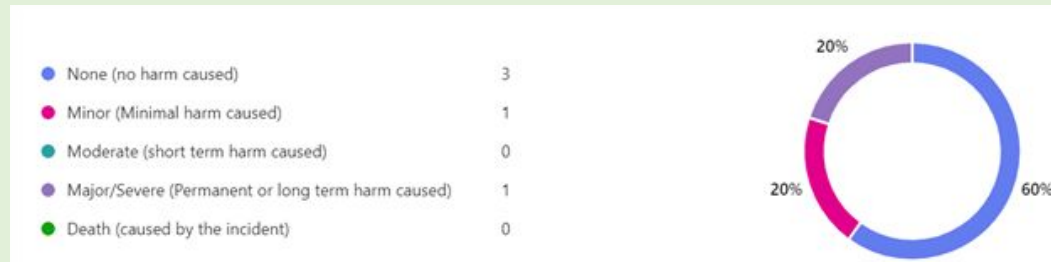 None (no harm caused) 3
Minor (Minimal harm caused) 1
Moderate (short term harm caused) 0
Major/Severe (Permanent or long term harm caused) 1
Death (caused by the incident) 0
20%
20%
60%